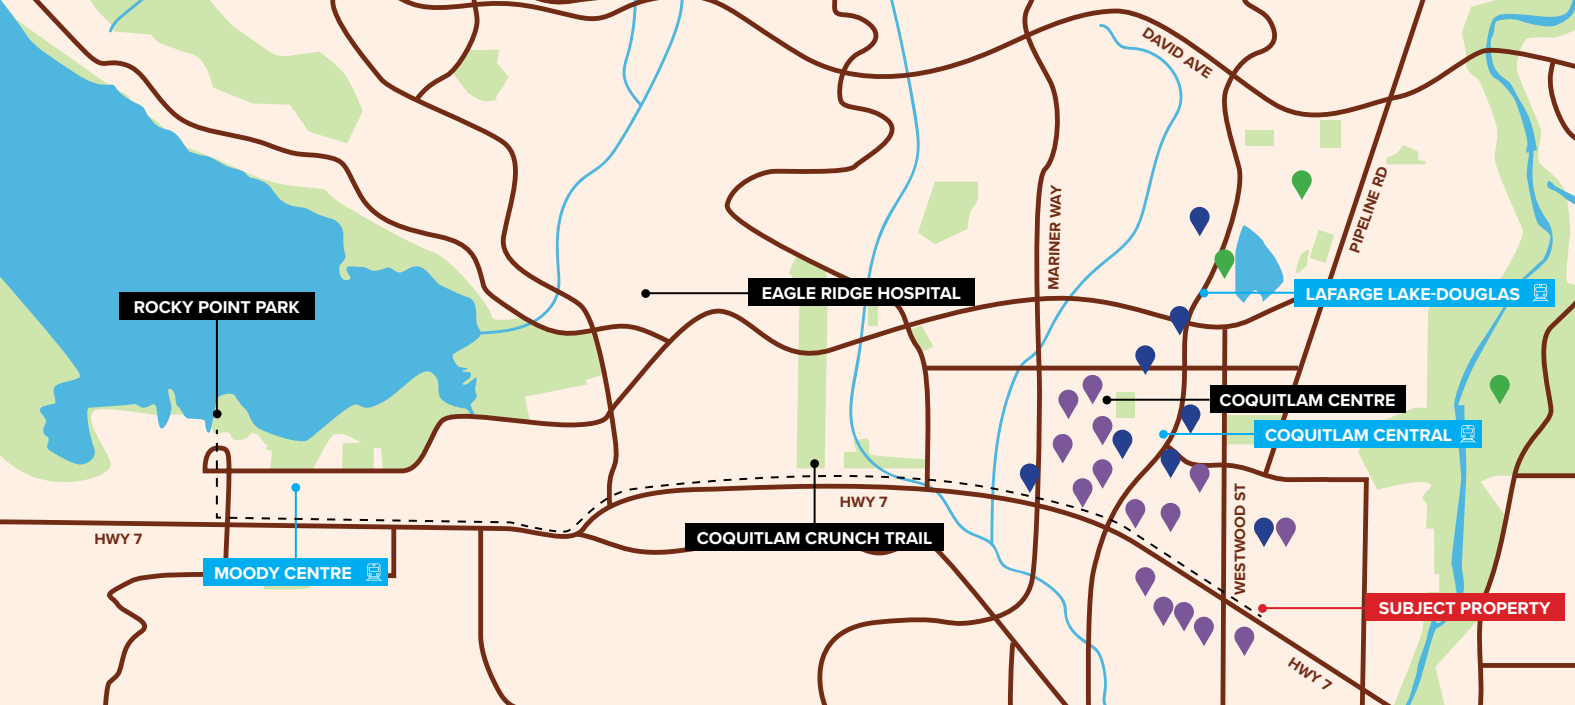 DAVID AVE
PIPELINE RD
MARINER WAY
EAGLE RIDGE HOSPITAL
LAFARGE LAKE-DOUGLAS
ROCKY POINT PARK
COQUITLAM CENTRE
COQUITLAM CENTRAL
HWY 7
WESTWOOD ST
HWY 7
COQUITLAM CRUNCH TRAIL
MOODY CENTRE
SUBJECT PROPERTY
HWY 7